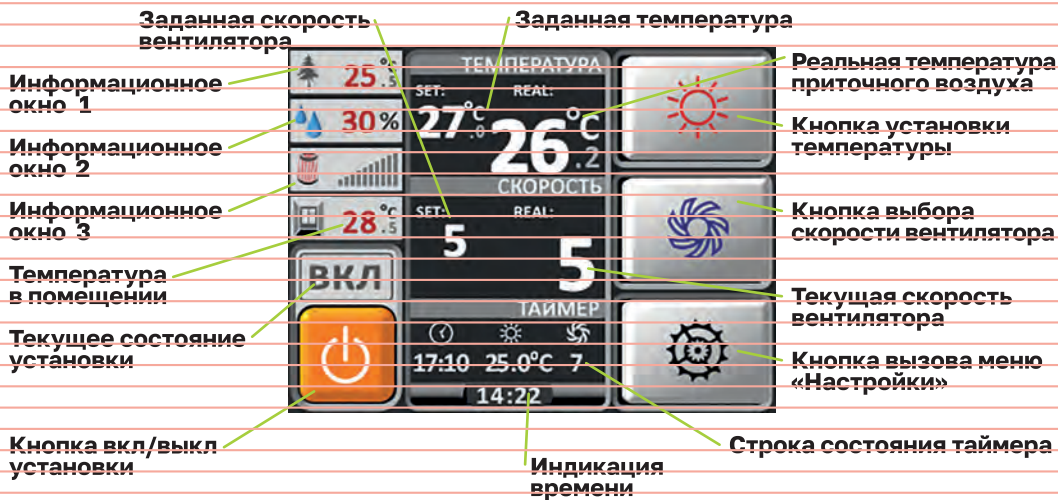 Заданная скорость
вентилятора
Заданная температура
Информационное
окно 1
Информационное
окно 2
Информационное
окно 3
Температура
в помещении
Текущее состояние
установки
Кнопка вкл/выкл
установки
25°C.5
30%
28°C.5
ВКЛ
ТЕМПЕРАТУРА
SET: REAL:
27°C.0 26°C.2
СКОРОСТЬ
SET: REAL:
5 5
ТАЙМЕР
17:10 25.0°C 7
14:22
Реальная температура
приточного воздуха
Кнопка установки
температуры
Кнопка выбора
скорости вентилятора
Текущая скорость
вентилятора
Кнопка вызова меню
«Настройки»
Строка состояния таймера
Индикация
времени